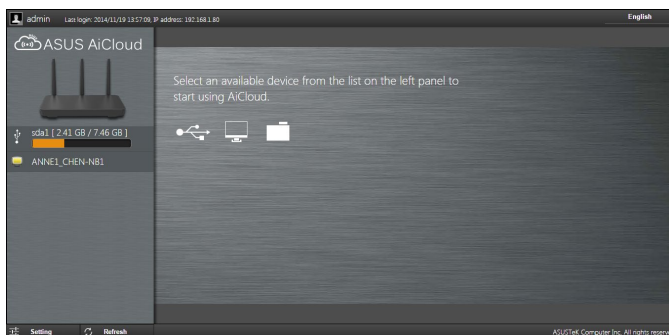 admin Last login: 2014/11/19 13:57:09, IP address: 192.168.1.80 English
ASUS AiCloud
Select an available device from the list on the left panel to
start using AiCloud.
sda1 [ 2.41 GB / 7.46 GB ]
ANNE1_CHEN-NB1
Setting Refresh ASUSTeK Computer Inc. All rights reserve